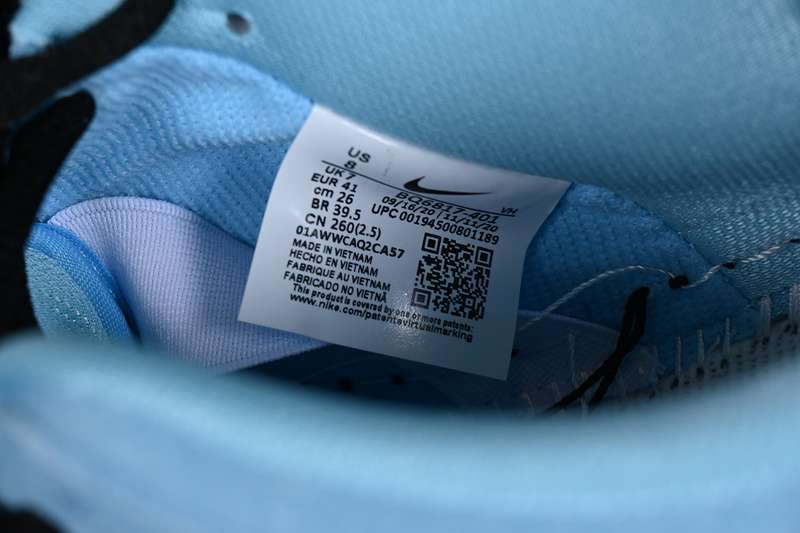 US
8
UK 7
EUR 41
cm 26
BR 39,5
CN 260(2.5)
01AWWCAQ2CA57
BQ6817-401 VH
09/16/20 11/13/20
UPC 00194500801189
MADE IN VIETNAM
HECHO EN VIETNAM
FABRIQUE AU VIETNAM
FABRICADO NO VIETNÃ
This product is covered by one or more patents:
www.nike.com/patentsvirtualmarking